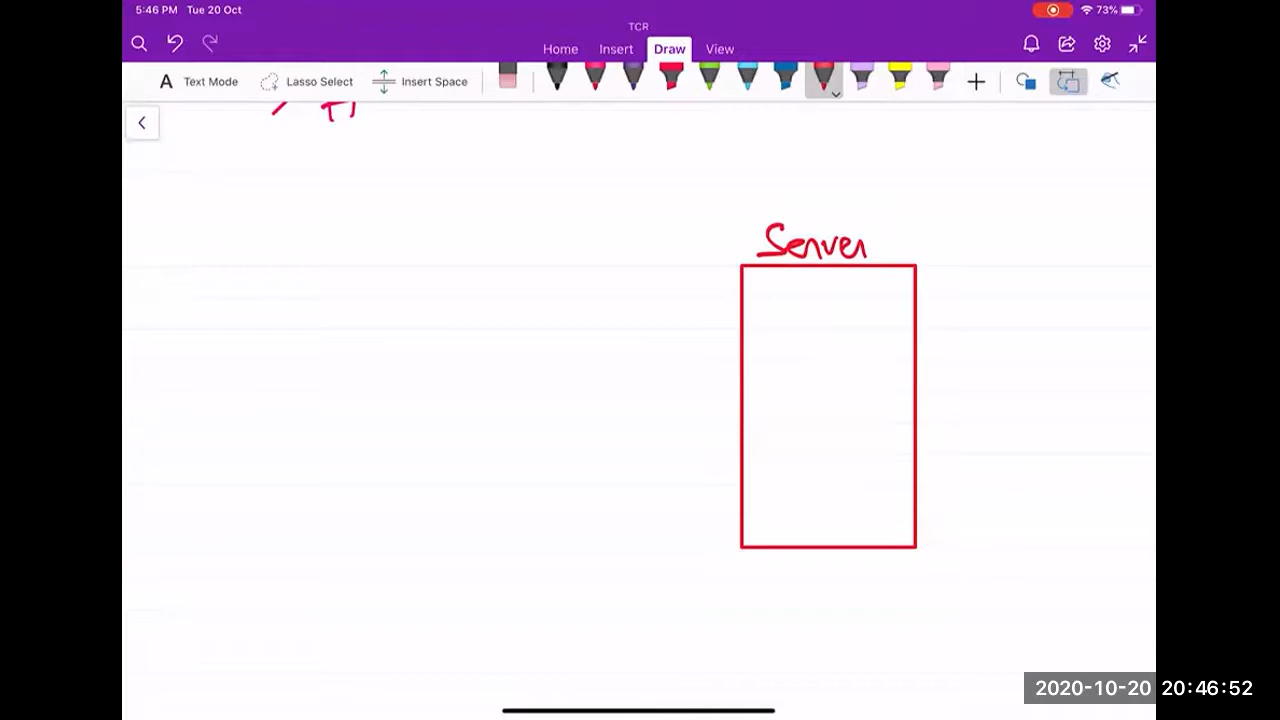 5:46 PM Tue 20 Oct
73%
TCR
Home Insert Draw View
A Text Mode Lasso Select Insert Space
Server
2020-10-20 20:46:52